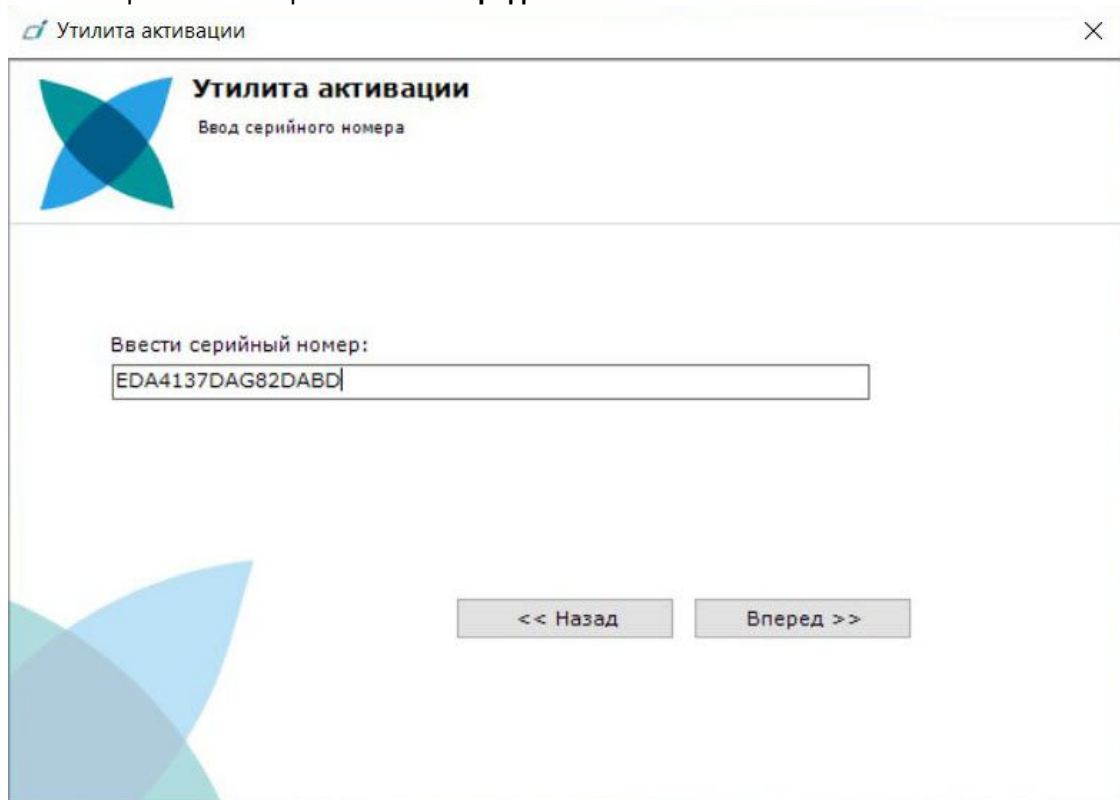 Утилита активации
Утилита активации
Ввод серийного номера
Ввести серийный номер:
EDA4137DAG82DABD
<< Назад
Вперед >>